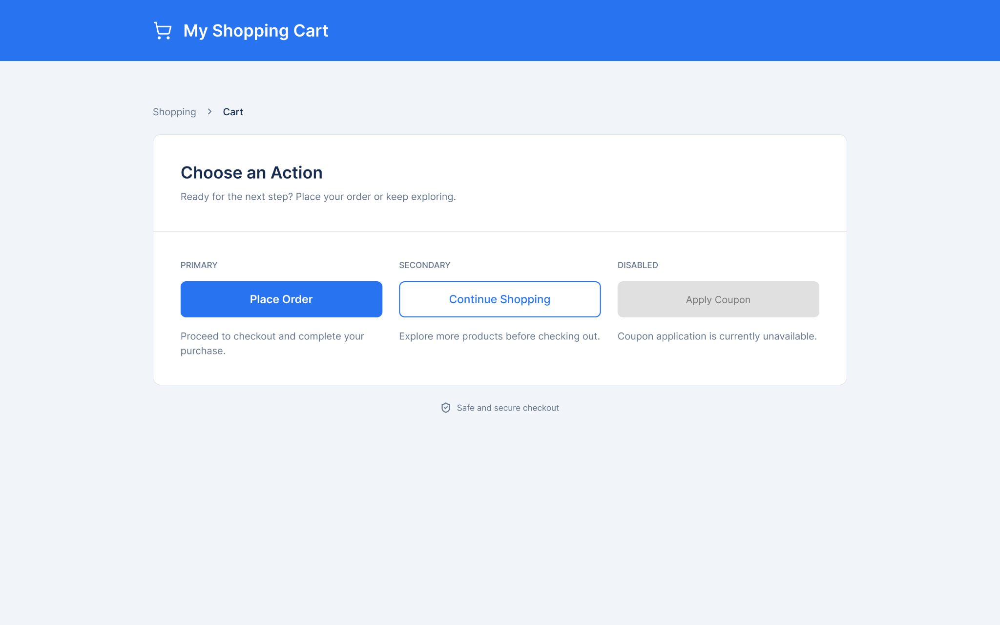 My Shopping Cart
Shopping > Cart
Choose an Action
Ready for the next step? Place your order or keep exploring.
PRIMARY
Place Order
Proceed to checkout and complete your
purchase.
SECONDARY
Continue Shopping
Explore more products before checking out.
DISABLED
Apply Coupon
Coupon application is currently unavailable.
Safe and secure checkout